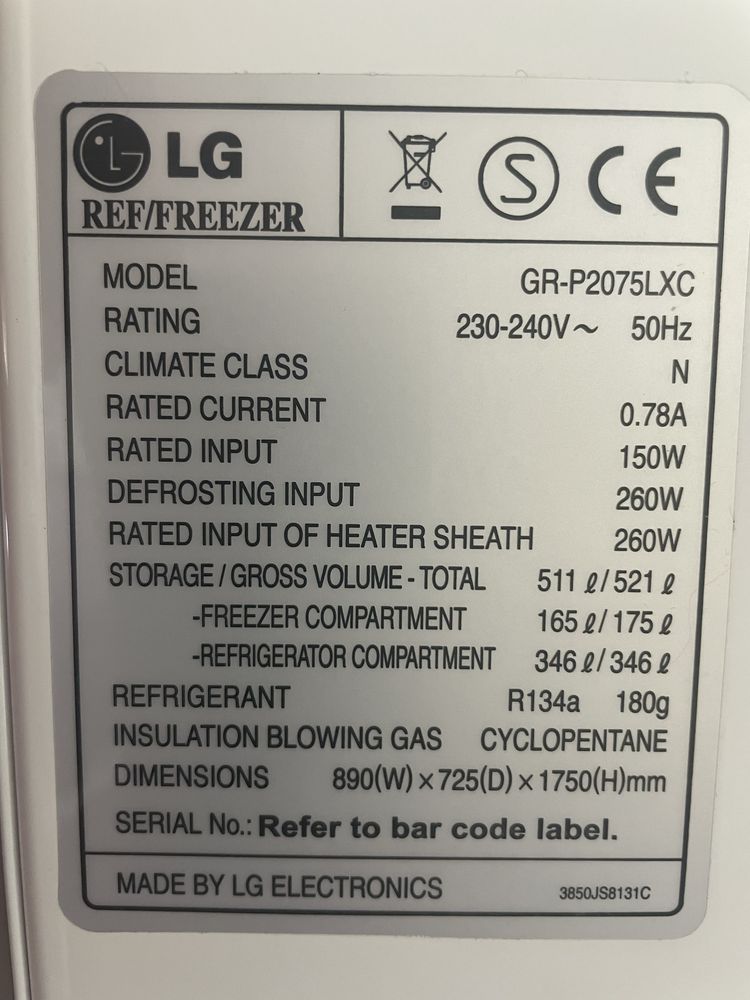 LG
REF/FREEZER
S CE
MODEL GR-P2075LXC
RATING 230-240V~ 50Hz
CLIMATE CLASS N
RATED CURRENT 0.78A
RATED INPUT 150W
DEFROSTING INPUT 260W
RATED INPUT OF HEATER SHEATH 260W
STORAGE / GROSS VOLUME - TOTAL 511 ℓ / 521 ℓ
-FREEZER COMPARTMENT 165 ℓ / 175 ℓ
-REFRIGERATOR COMPARTMENT 346 ℓ / 346 ℓ
REFRIGERANT R134a 180g
INSULATION BLOWING GAS CYCLOPENTANE
DIMENSIONS 890(W) × 725(D) × 1750(H)mm
SERIAL No.: Refer to bar code label.
MADE BY LG ELECTRONICS 3850JS8131C